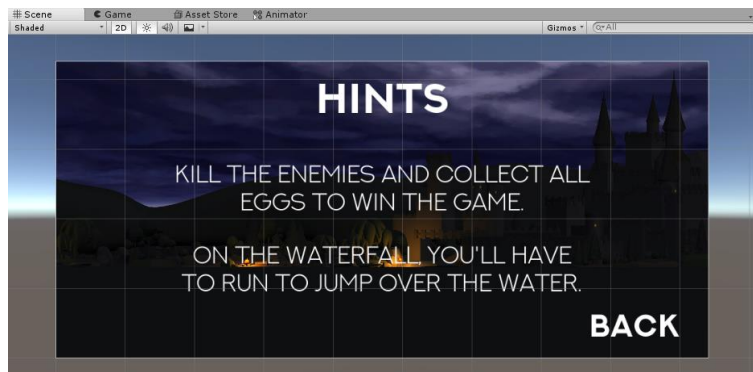 Scene Game Asset Store Animator
Shaded 2D Gizmos All
HINTS
KILL THE ENEMIES AND COLLECT ALL
EGGS TO WIN THE GAME.
ON THE WATERFALL, YOU'LL HAVE
TO RUN TO JUMP OVER THE WATER.
BACK